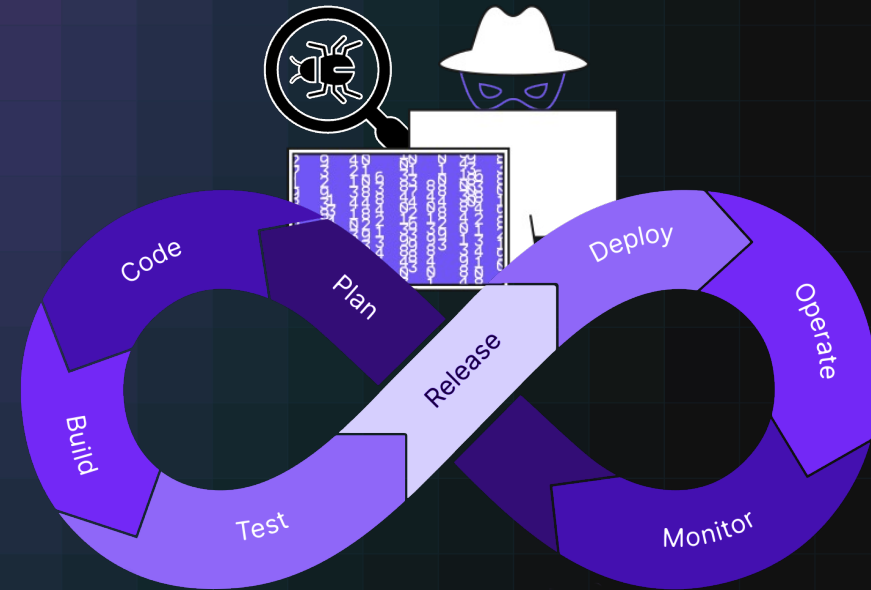 Plan
Code
Build
Test
Release
Deploy
Operate
Monitor